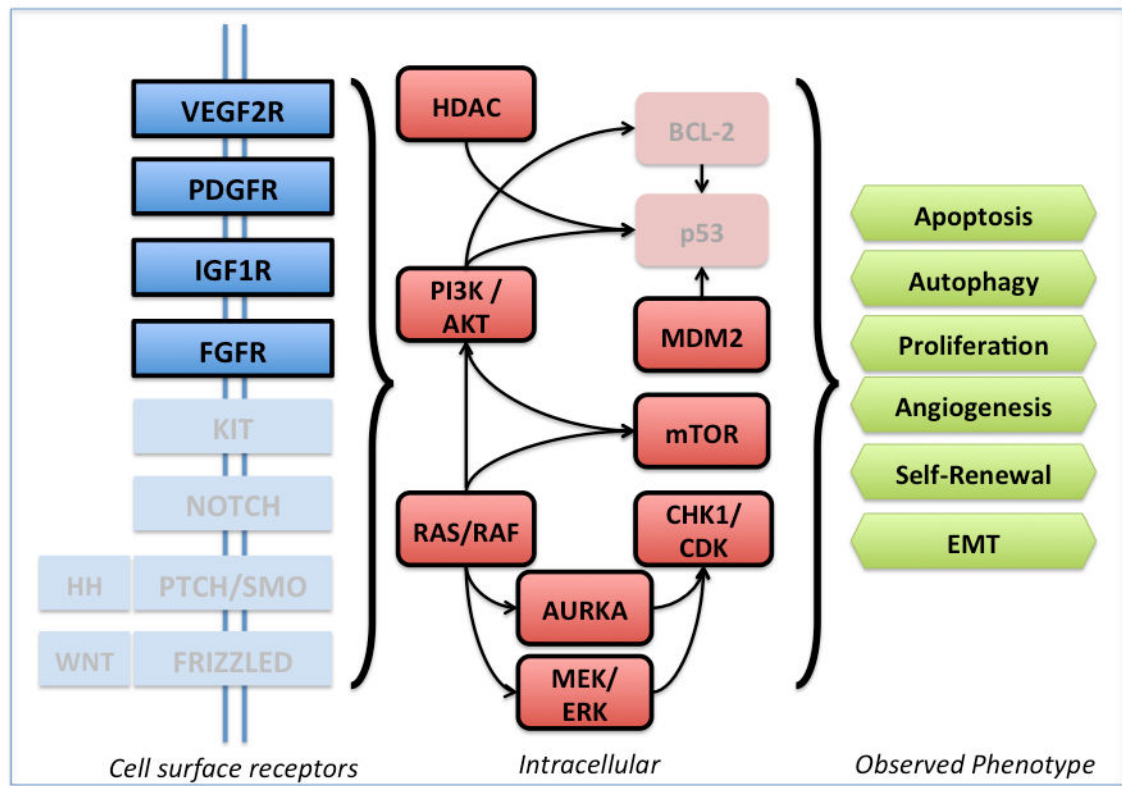 VEGF2R
PDGFR
IGF1R
FGFR
KIT
NOTCH
HH
PTCH/SMO
WNT
FRIZZLED
Cell surface receptors
HDAC
BCL-2
p53
PI3K /
AKT
MDM2
mTOR
RAS/RAF
CHK1/
CDK
AURKA
MEK/
ERK
Intracellular
Apoptosis
Autophagy
Proliferation
Angiogenesis
Self-Renewal
EMT
Observed Phenotype